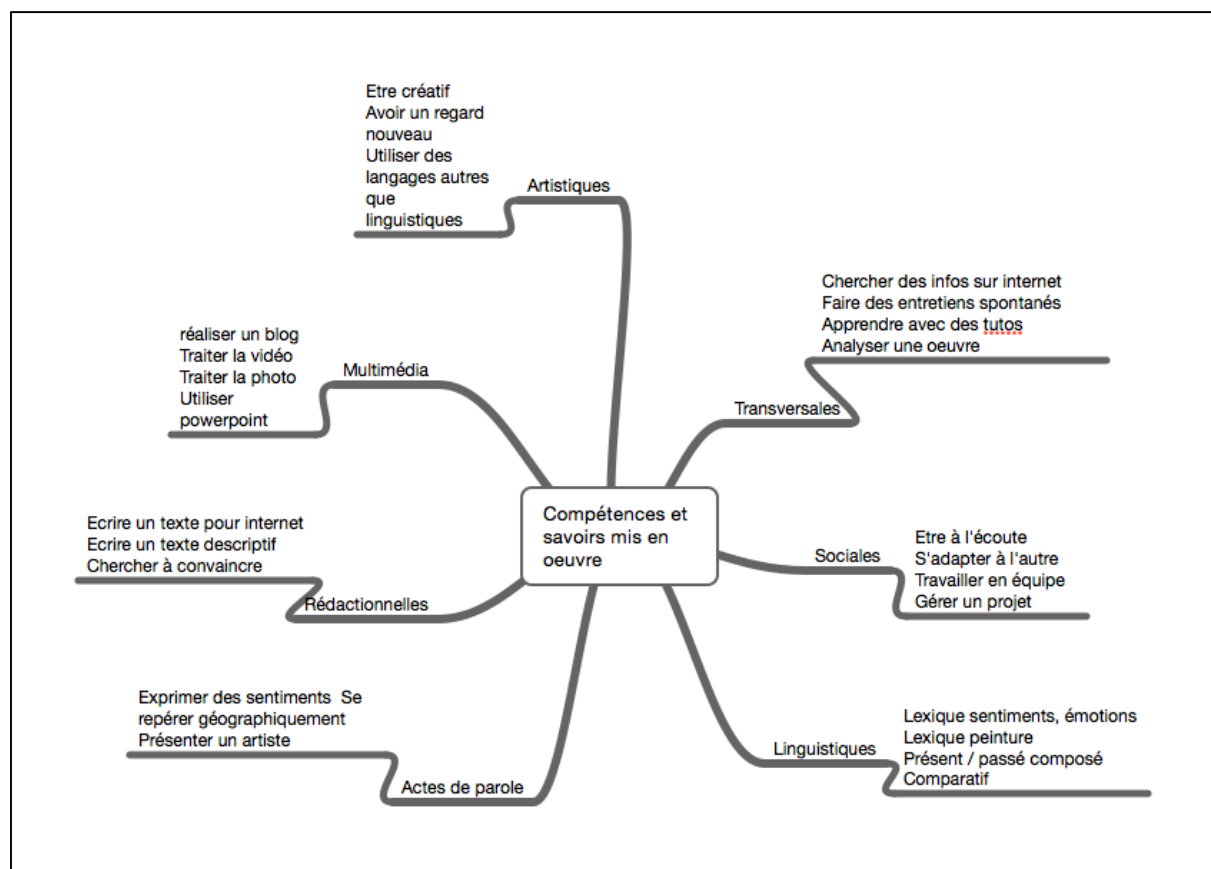 Etre créatif
Avoir un regard
nouveau
Utiliser des
langages autres
que
linguistiques
Artistiques
Chercher des infos sur internet
Faire des entretiens spontanés
Apprendre avec des tutos
Analyser une oeuvre
Transversales
réaliser un blog
Traiter la vidéo
Traiter la photo
Utiliser
powerpoint
Multimédia
Compétences et
savoirs mis en
oeuvre
Ecrire un texte pour internet
Ecrire un texte descriptif
Chercher à convaincre
Rédactionnelles
Sociales
Etre à l'écoute
S'adapter à l'autre
Travailler en équipe
Gérer un projet
Exprimer des sentiments  Se
repérer géographiquement
Présenter un artiste
Actes de parole
Linguistiques
Lexique sentiments, émotions
Lexique peinture
Présent / passé composé
Comparatif